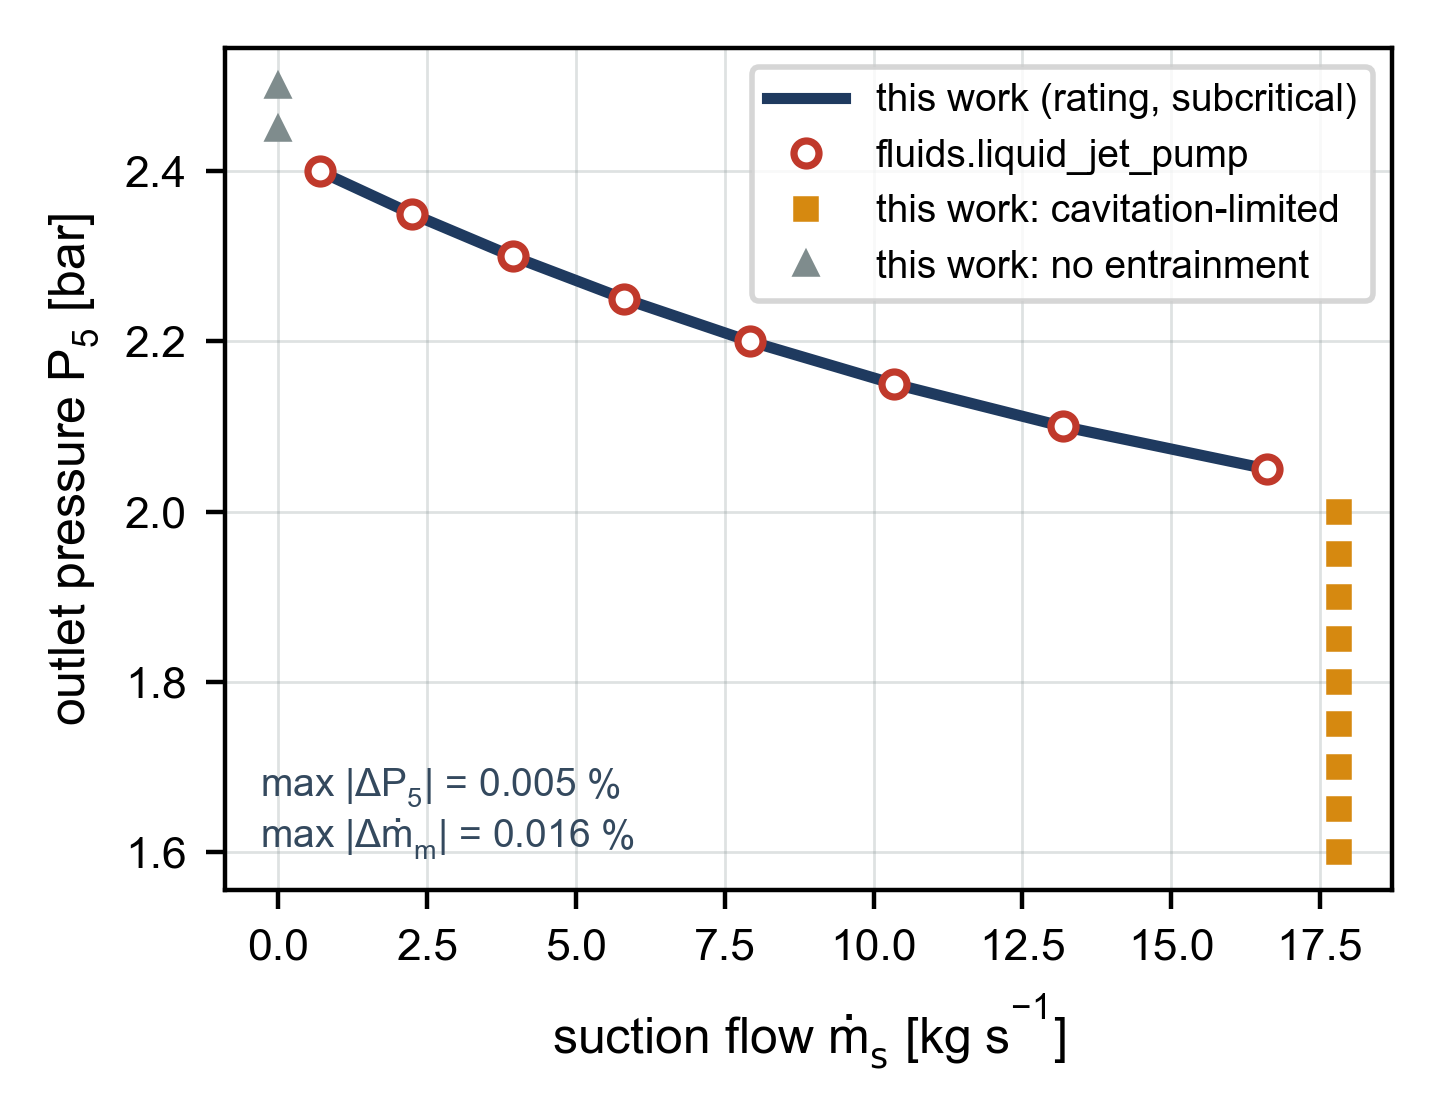 this work (rating, subcritical)
fluids.liquid_jet_pump
this work: cavitation-limited
this work: no entrainment
outlet pressure P₅ [bar]
2.4
2.2
2.0
1.8
1.6
max |ΔP₅| = 0.005 %
max |Δṁₘ| = 0.016 %
0.0 2.5 5.0 7.5 10.0 12.5 15.0 17.5
suction flow ṁₛ [kg s⁻¹]